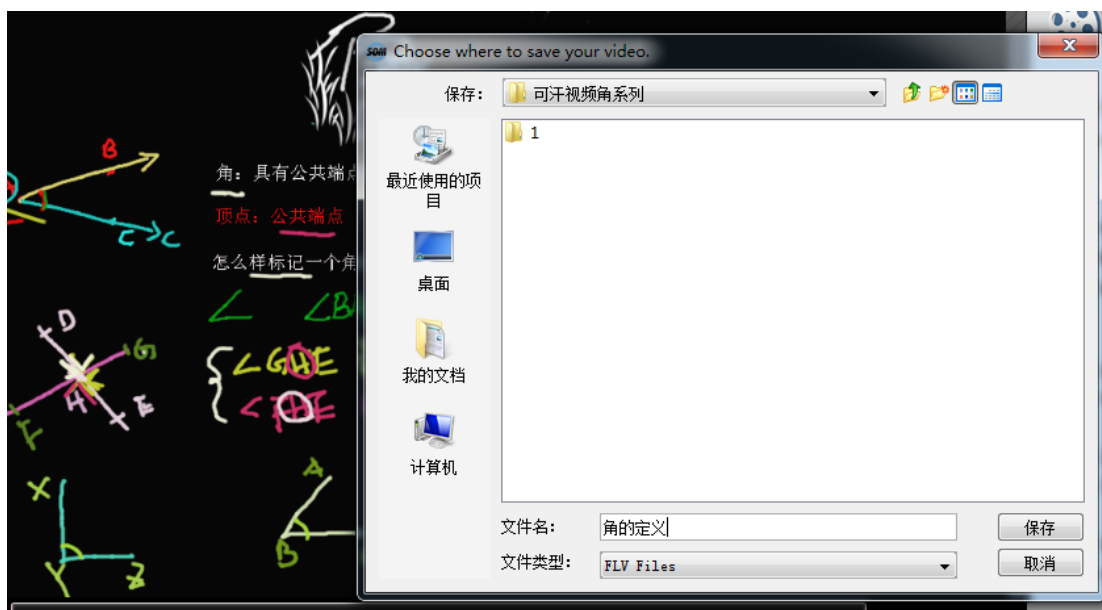 SOM Choose where to save your video.
保存: 可汗视频角系列
1
最近使用的项目
桌面
我的文档
计算机
文件名: 角的定义
保存
文件类型: FLV Files
取消
B
角: 具有公共端点
顶点: 公共端点
C C
怎么样标记一个角
∠ ∠B
D
G
H
E
F
∠GHE
∠FHE
X
Y
Z
A
B